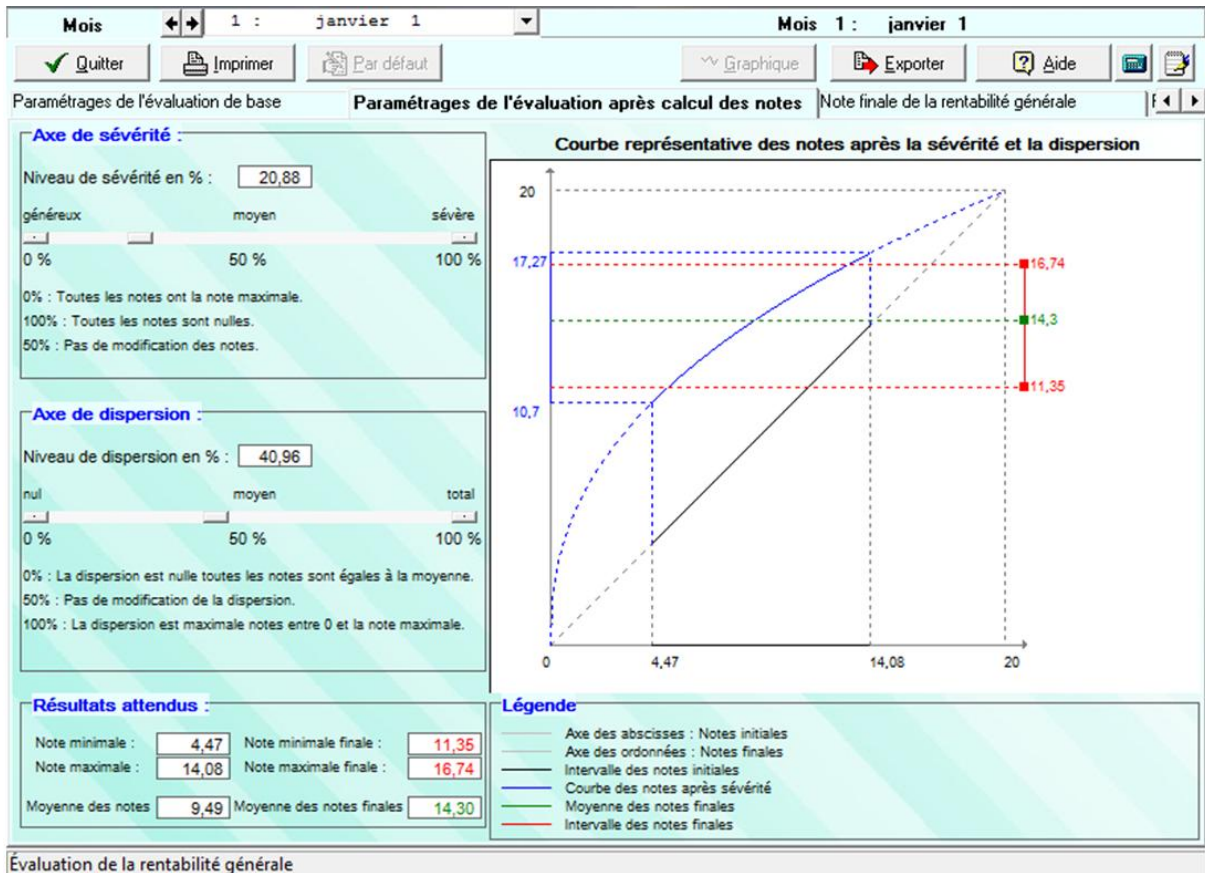 Mois
1 : janvier 1
Mois 1 : janvier 1
Quitter
Imprimer
Par défaut
Graphique
Exporter
Aide
Paramétrages de l'évaluation de base
Paramétrages de l'évaluation après calcul des notes
Note finale de la rentabilité générale
Axe de sévérité :
Niveau de sévérité en % : 20,88
généreux moyen sévère
0 % 50 % 100 %
0% : Toutes les notes ont la note maximale.
100% : Toutes les notes sont nulles.
50% : Pas de modification des notes.
Axe de dispersion :
Niveau de dispersion en % : 40,96
nul moyen total
0 % 50 % 100 %
0% : La dispersion est nulle toutes les notes sont égales à la moyenne.
50% : Pas de modification de la dispersion.
100% : La dispersion est maximale notes entre 0 et la note maximale.
Résultats attendus :
Note minimale : 4,47 Note minimale finale : 11,35
Note maximale : 14,08 Note maximale finale : 16,74
Moyenne des notes 9,49 Moyenne des notes finales 14,30
Courbe représentative des notes après la sévérité et la dispersion
20
17,27
16,74
14,3
11,35
10,7
0 4,47 14,08 20
Légende
Axe des abscisses : Notes initiales
Axe des ordonnées : Notes finales
Intervalle des notes initiales
Courbe des notes après sévérité
Moyenne des notes finales
Intervalle des notes finales
Évaluation de la rentabilité générale